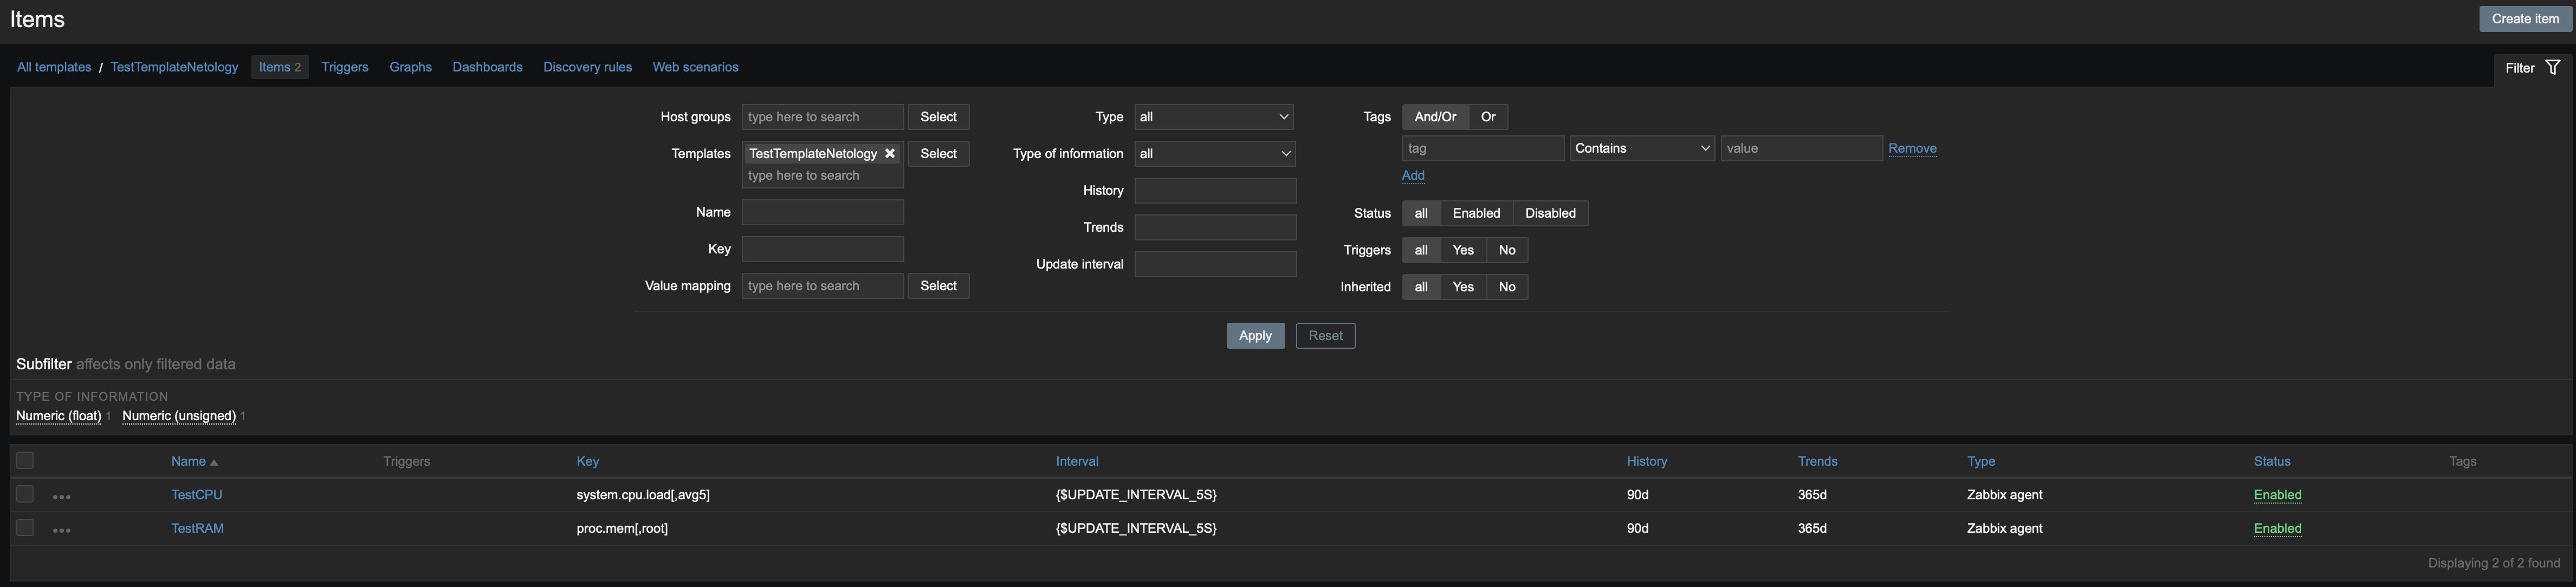 Items
Create item
All templates / TestTemplateNetology Items 2 Triggers Graphs Dashboards Discovery rules Web scenarios
Filter
Host groups type here to search Select Type all Tags And/Or Or
Templates TestTemplateNetology Select Type of information all tag Contains value Remove
type here to search Add
History
Name Status all Enabled Disabled
Trends
Key Triggers all Yes No
Update interval
Value mapping type here to search Select Inherited all Yes No
Apply Reset
Subfilter affects only filtered data
TYPE OF INFORMATION
Numeric (float) 1 Numeric (unsigned) 1
Name Triggers Key Interval History Trends Type Status Tags
TestCPU system.cpu.load[,avg5] {$UPDATE_INTERVAL_5S} 90d 365d Zabbix agent Enabled
TestRAM proc.mem[,root] {$UPDATE_INTERVAL_5S} 90d 365d Zabbix agent Enabled
Displaying 2 of 2 found